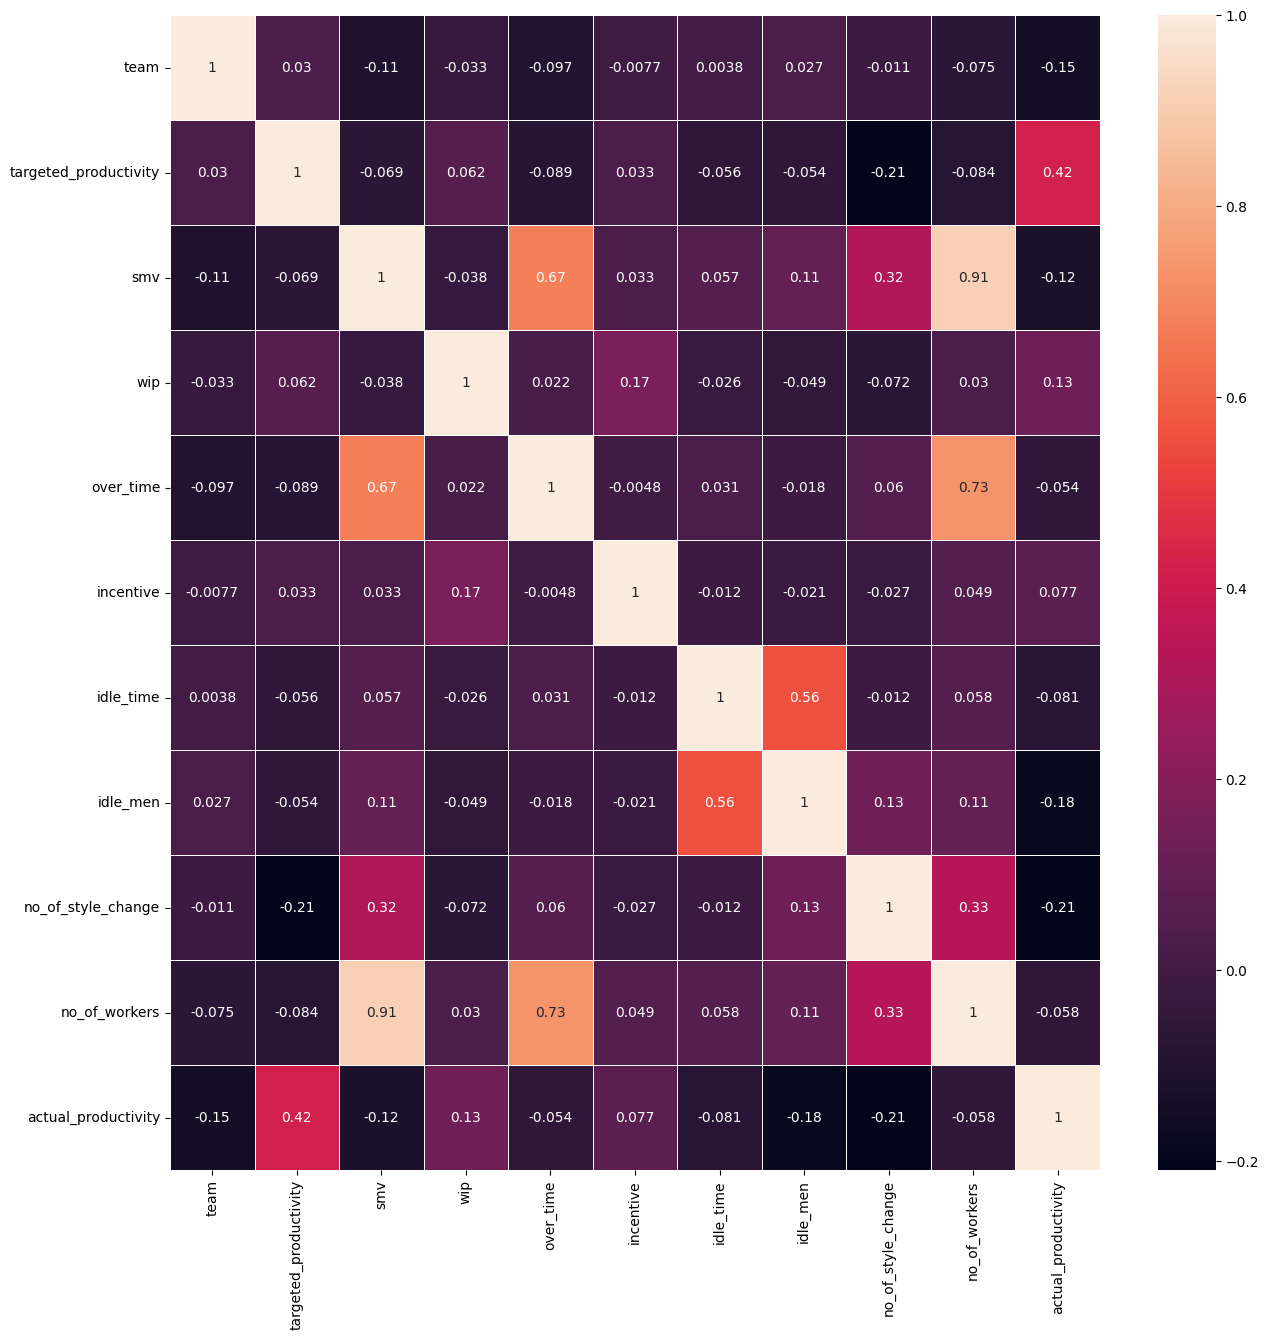 team 1 0.03 -0.11 -0.033 -0.097 -0.0077 0.0038 0.027 -0.011 -0.075 -0.15
targeted_productivity 0.03 1 -0.069 0.062 -0.089 0.033 -0.056 -0.054 -0.21 -0.084 0.42
smv -0.11 -0.069 1 -0.038 0.67 0.033 0.057 0.11 0.32 0.91 -0.12
wip -0.033 0.062 -0.038 1 0.022 0.17 -0.026 -0.049 -0.072 0.03 0.13
over_time -0.097 -0.089 0.67 0.022 1 -0.0048 0.031 -0.018 0.06 0.73 -0.054
incentive -0.0077 0.033 0.033 0.17 -0.0048 1 -0.012 -0.021 -0.027 0.049 0.077
idle_time 0.0038 -0.056 0.057 -0.026 0.031 -0.012 1 0.56 -0.012 0.058 -0.081
idle_men 0.027 -0.054 0.11 -0.049 -0.018 -0.021 0.56 1 0.13 0.11 -0.18
no_of_style_change -0.011 -0.21 0.32 -0.072 0.06 -0.027 -0.012 0.13 1 0.33 -0.21
no_of_workers -0.075 -0.084 0.91 0.03 0.73 0.049 0.058 0.11 0.33 1 -0.058
actual_productivity -0.15 0.42 -0.12 0.13 -0.054 0.077 -0.081 -0.18 -0.21 -0.058 1
team
targeted_productivity
smv
wip
over_time
incentive
idle_time
idle_men
no_of_style_change
no_of_workers
actual_productivity
1.0
0.8
0.6
0.4
0.2
0.0
−0.2